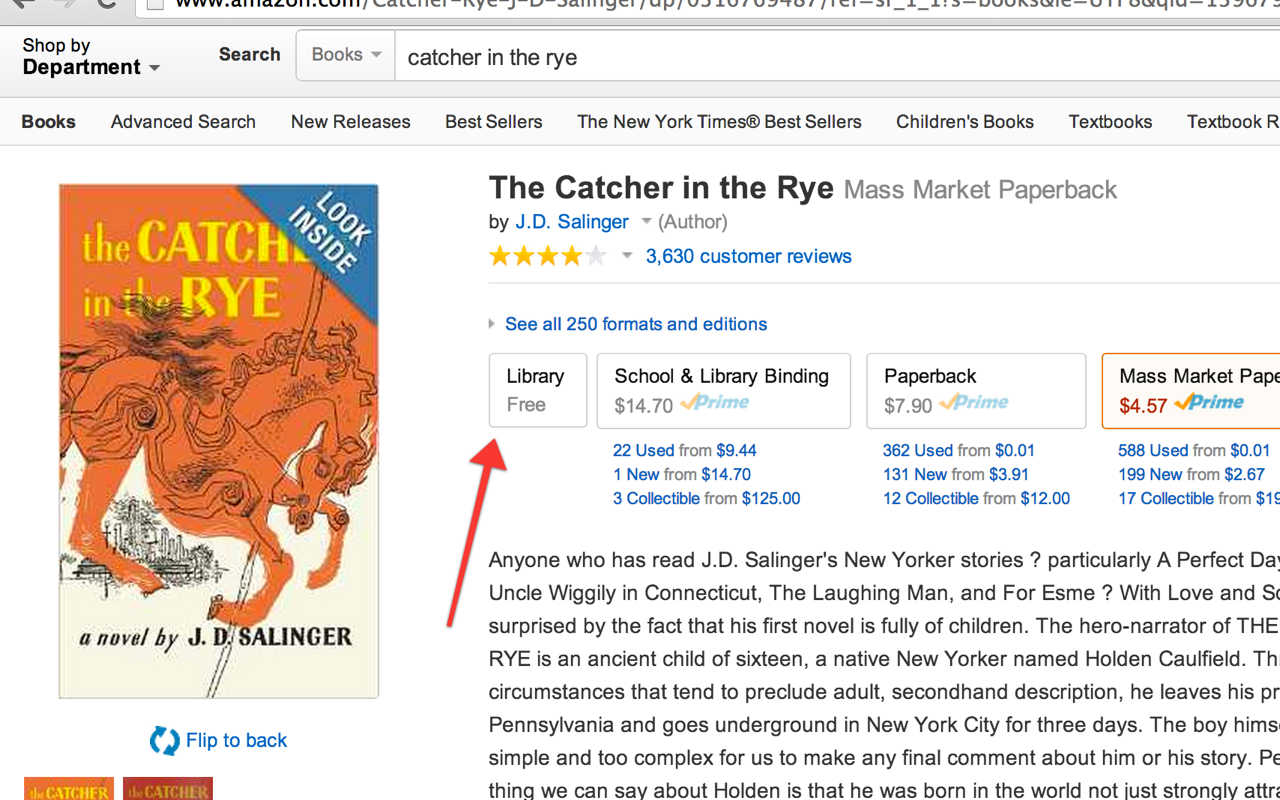 www.amazon.com/Catcher-Rye-J-D-Salinger/dp/0316769487/ref=sr_1_1?s=books&ie=UTF8&qid=13967
Shop by
Department
Search
Books
catcher in the rye
Books
Advanced Search
New Releases
Best Sellers
The New York Times® Best Sellers
Children's Books
Textbooks
Textbook R
LOOK
INSIDE
the CATCHE
in the RYE
a novel by J. D. SALINGER
Flip to back
the CATCHER
the CATCHER
The Catcher in the Rye Mass Market Paperback
by J.D. Salinger (Author)
3,630 customer reviews
See all 250 formats and editions
Library
Free
School & Library Binding
$14.70 Prime
22 Used from $9.44
1 New from $14.70
3 Collectible from $125.00
Paperback
$7.90 Prime
362 Used from $0.01
131 New from $3.91
12 Collectible from $12.00
Mass Market Pape
$4.57 Prime
588 Used from $0.01
199 New from $2.67
17 Collectible from $19
Anyone who has read J.D. Salinger's New Yorker stories ? particularly A Perfect Day
Uncle Wiggily in Connecticut, The Laughing Man, and For Esme ? With Love and So
surprised by the fact that his first novel is fully of children. The hero-narrator of THE
RYE is an ancient child of sixteen, a native New Yorker named Holden Caulfield. Thr
circumstances that tend to preclude adult, secondhand description, he leaves his pr
Pennsylvania and goes underground in New York City for three days. The boy himse
simple and too complex for us to make any final comment about him or his story. Pe
thing we can say about Holden is that he was born in the world not just strongly attra